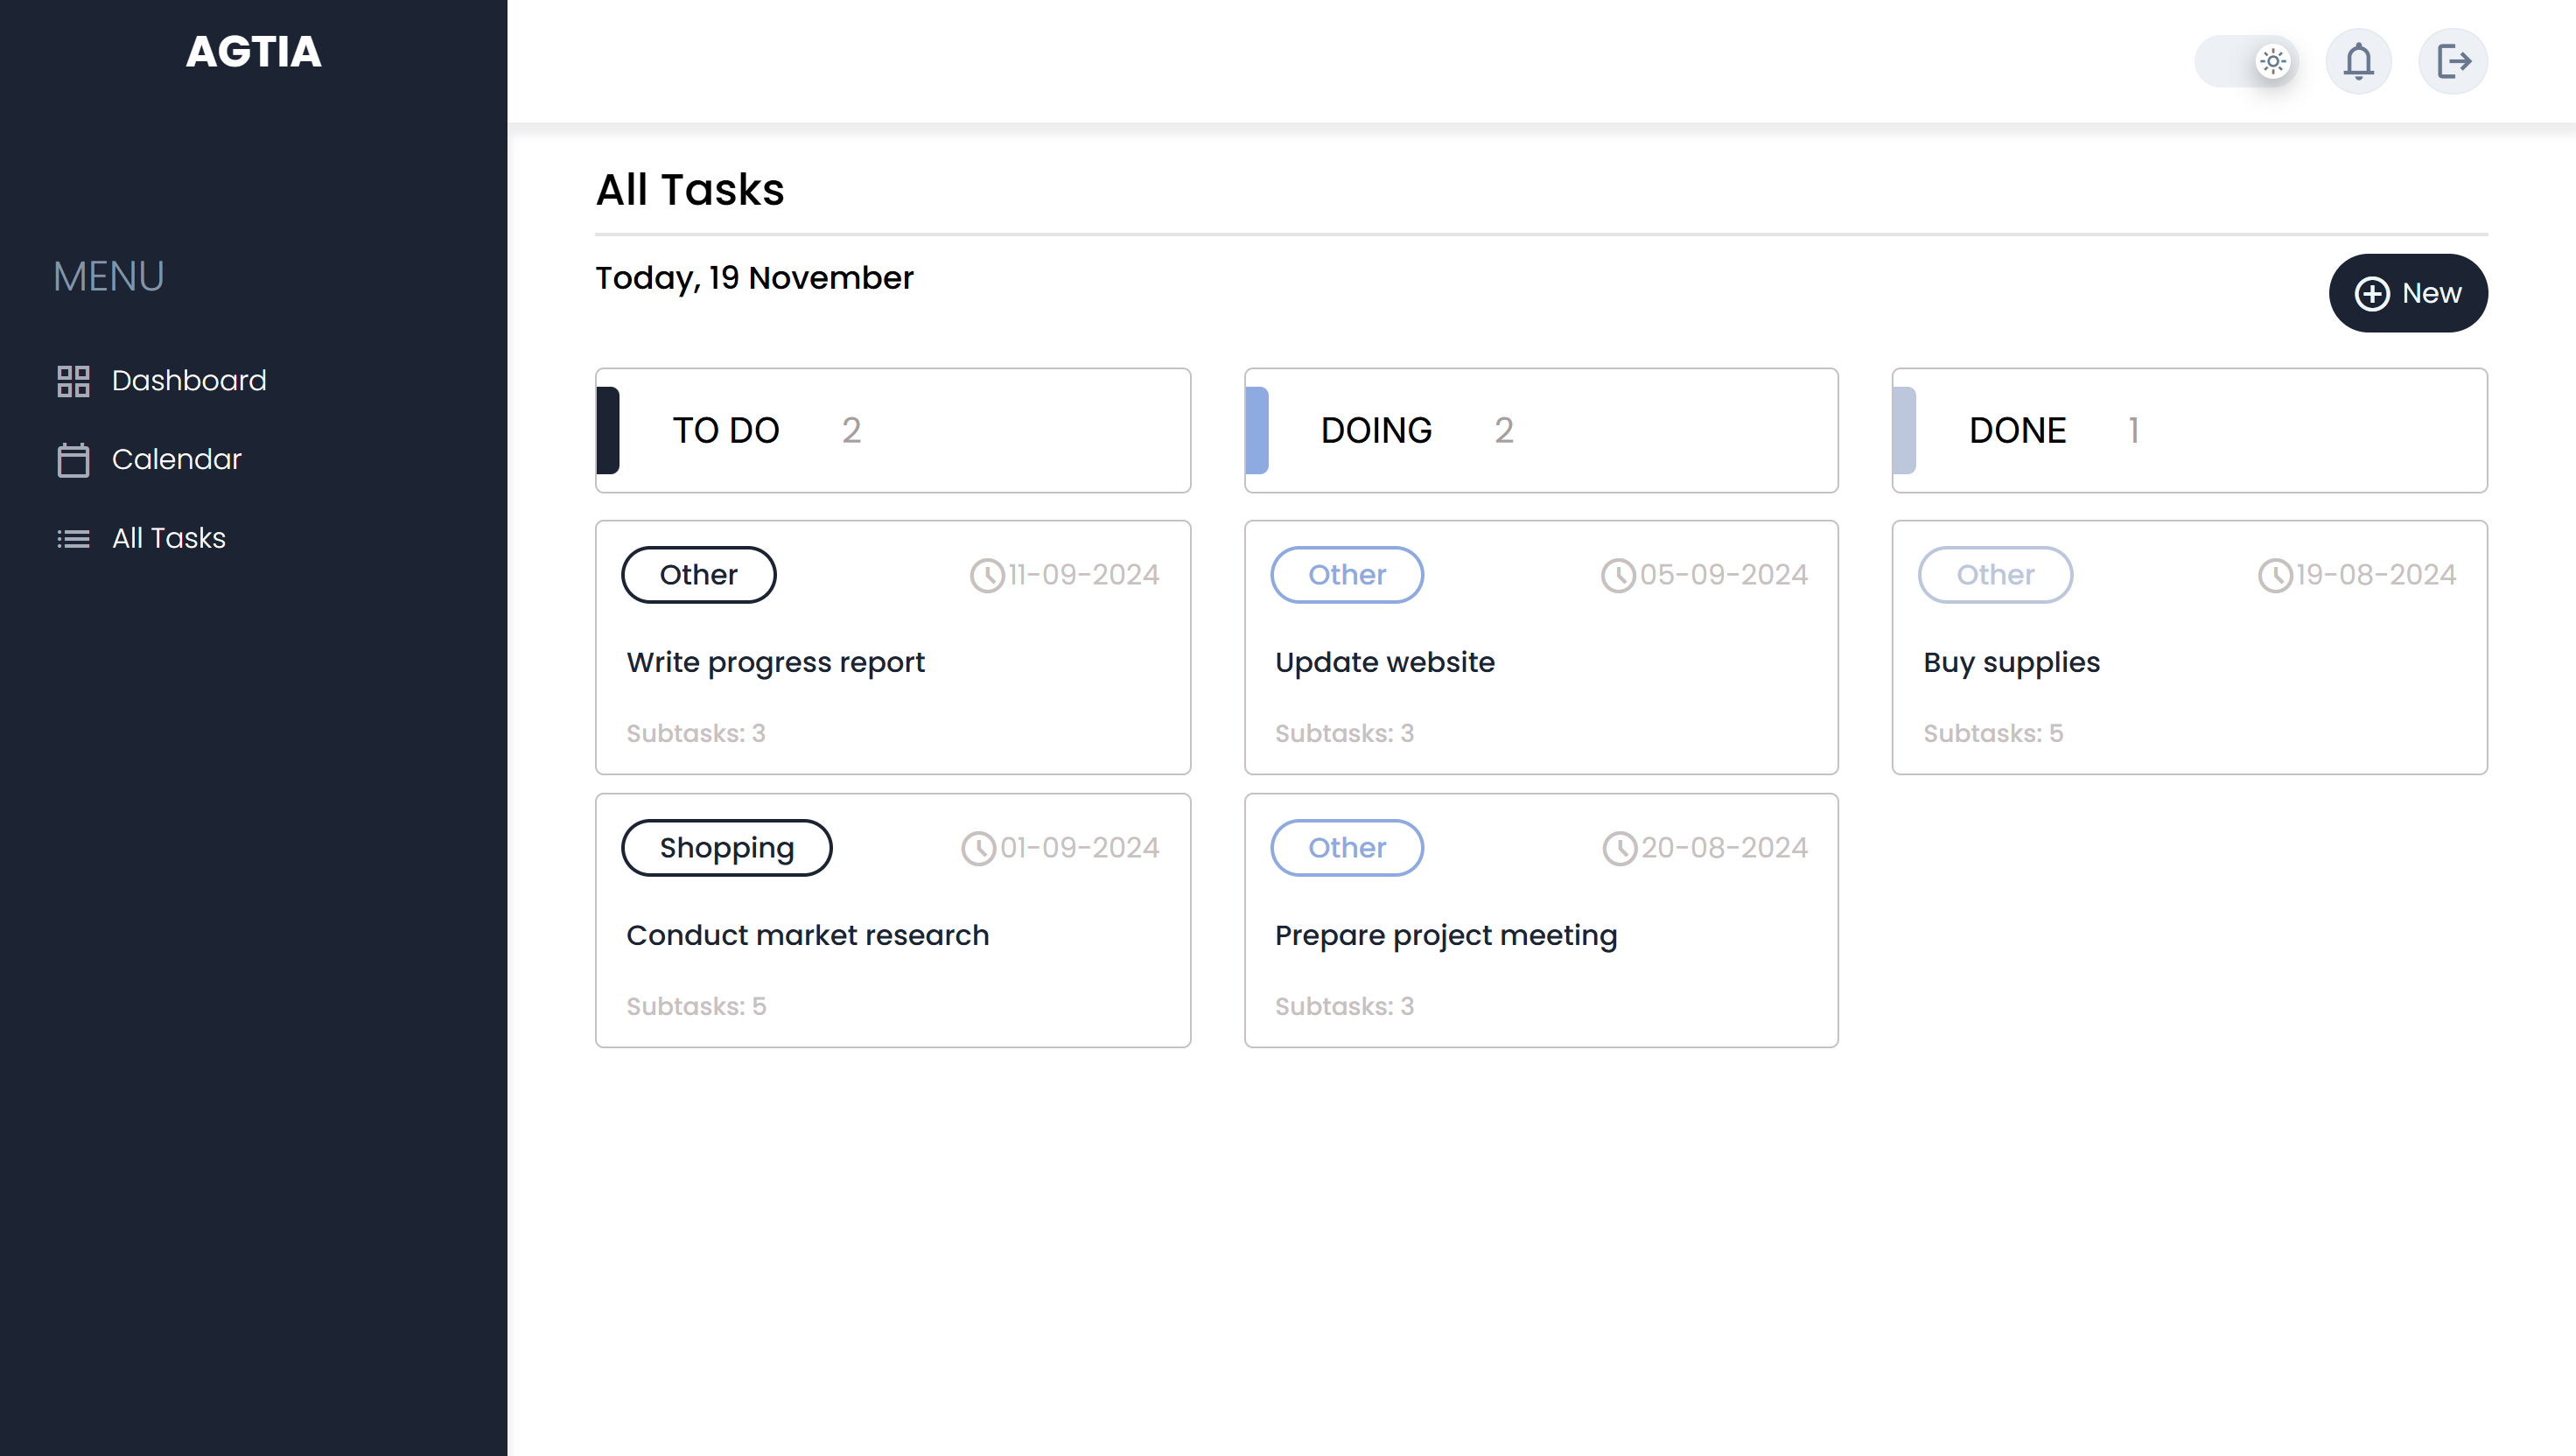 AGTIA
MENU
Dashboard
Calendar
All Tasks
All Tasks
Today, 19 November
New
TO DO 2
Other 11-09-2024
Write progress report
Subtasks: 3
Shopping 01-09-2024
Conduct market research
Subtasks: 5
DOING 2
Other 05-09-2024
Update website
Subtasks: 3
Other 20-08-2024
Prepare project meeting
Subtasks: 3
DONE 1
Other 19-08-2024
Buy supplies
Subtasks: 5